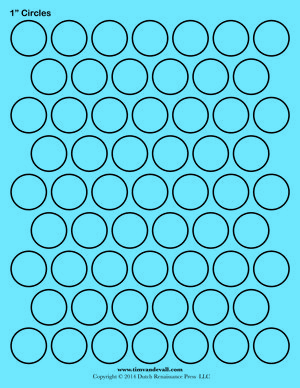 1" Circles
www.timvandevall.com
Copyright © 2014 Dutch Renaissance Press LLC